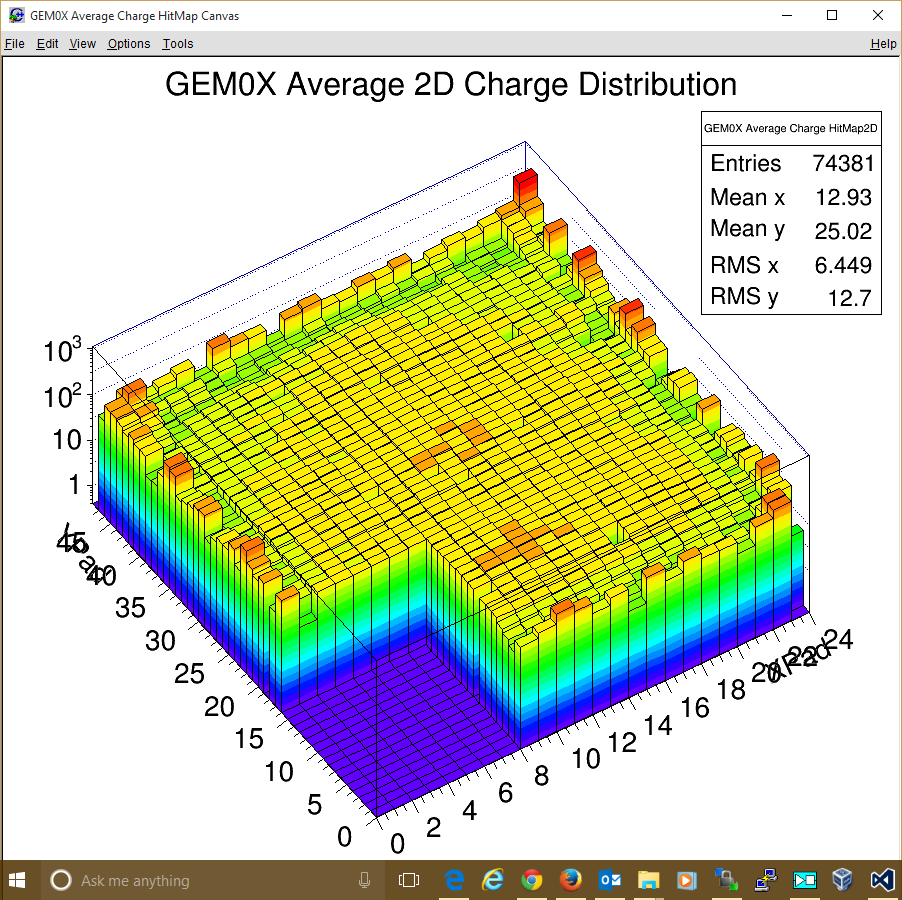 GEM0X Average Charge HitMap Canvas
File Edit View Options Tools Help
GEM0X Average 2D Charge Distribution
GEM0X Average Charge HitMap2D
Entries 74381
Mean x 12.93
Mean y 25.02
RMS x 6.449
RMS y 12.7
10³
10²
10
1
45
40
35
30
25
20
15
10
5
0
0 2 4 6 8 10 12 14 16 18 20 22 24
XPad
Ask me anything